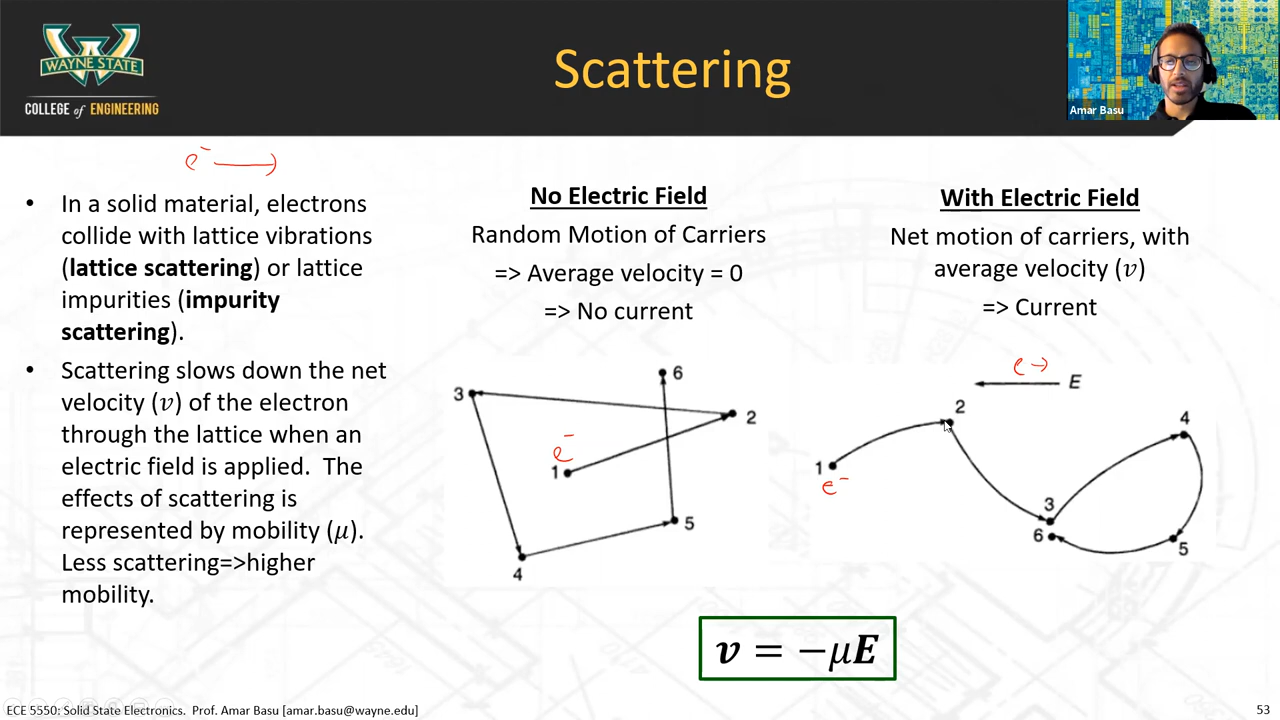 WAYNE STATE
COLLEGE of ENGINEERING
Scattering
Amar Basu
e⁻ →
• In a solid material, electrons
collide with lattice vibrations
(lattice scattering) or lattice
impurities (impurity
scattering).
• Scattering slows down the net
velocity (v) of the electron
through the lattice when an
electric field is applied. The
effects of scattering is
represented by mobility (μ).
Less scattering=>higher
mobility.
No Electric Field
Random Motion of Carriers
=> Average velocity = 0
=> No current
3
6
2
e⁻
1
5
4
With Electric Field
Net motion of carriers, with
average velocity (v)
=> Current
e →
E
2
4
1
e⁻
3
6
5
v = −μE
ECE 5550: Solid State Electronics. Prof. Amar Basu [amar.basu@wayne.edu]
53